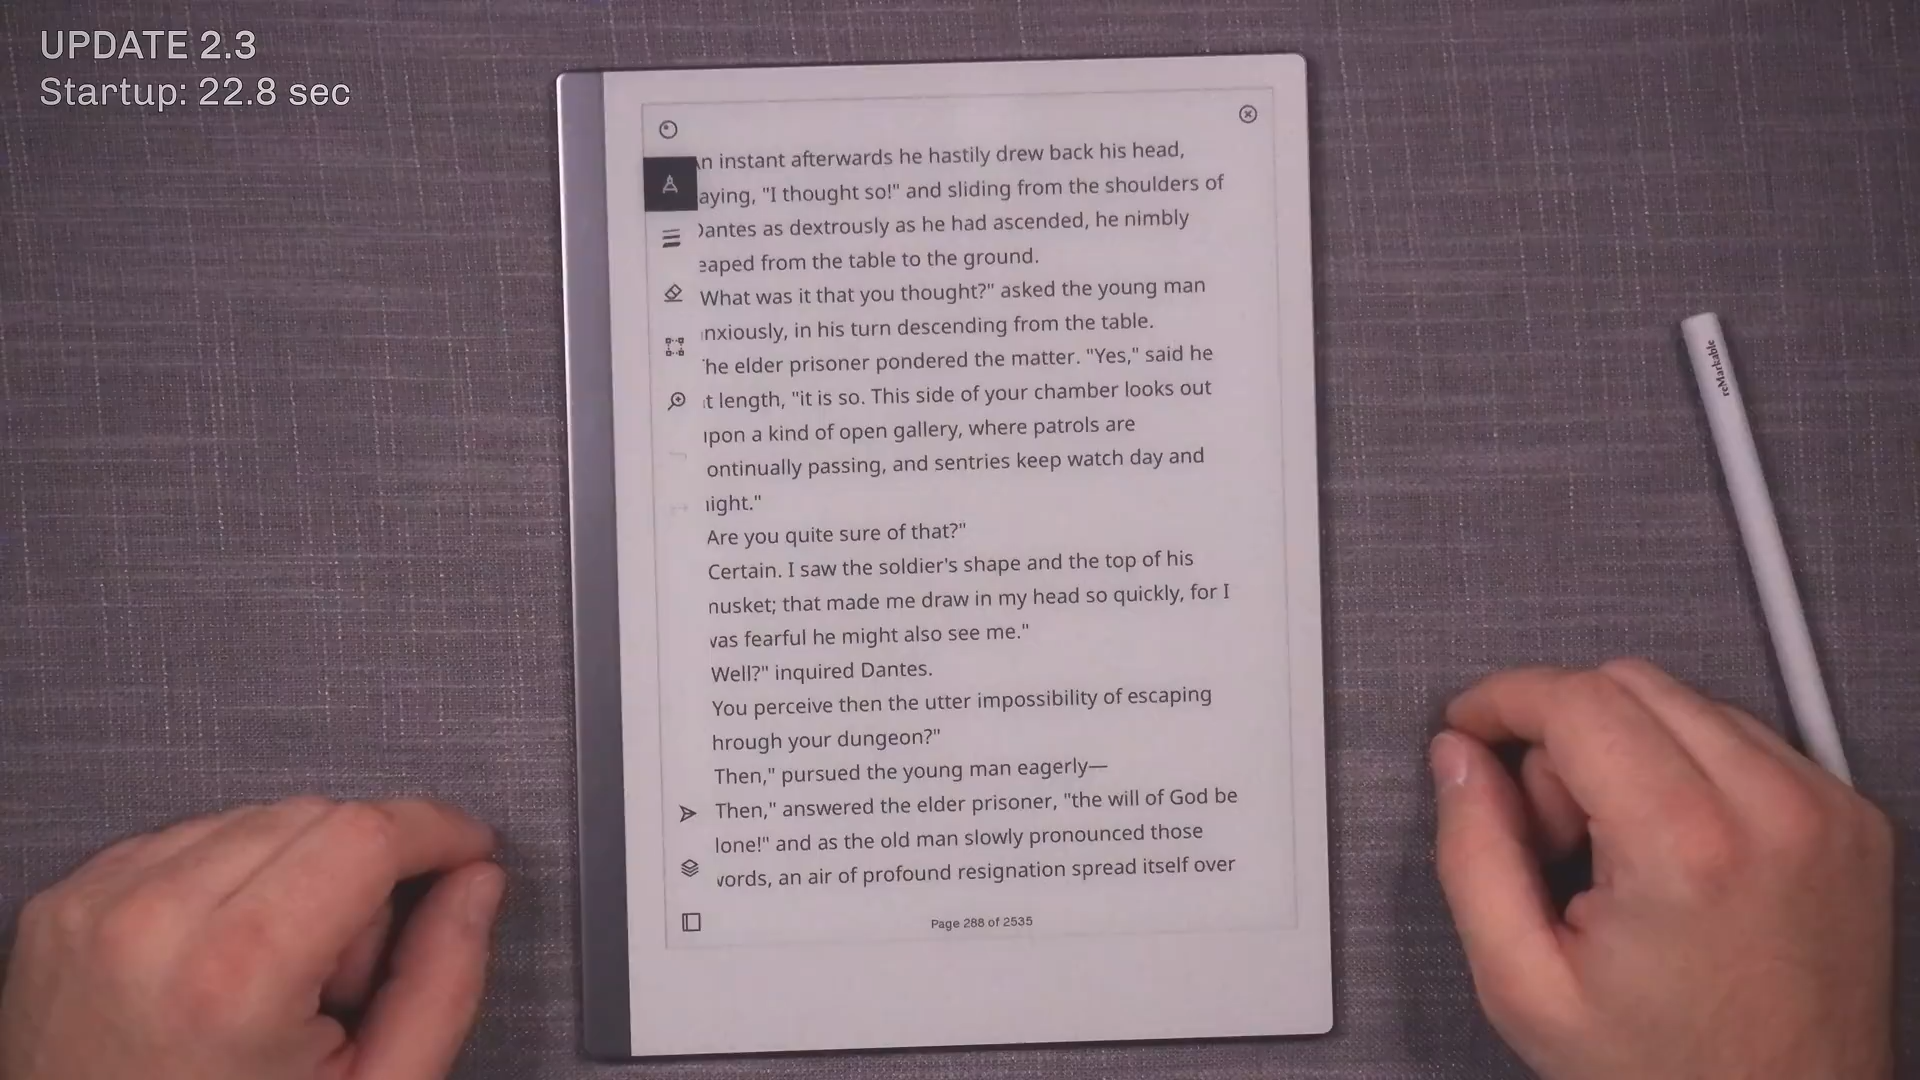 UPDATE 2.3
Startup: 22.8 sec
n instant afterwards he hastily drew back his head,
aying, "I thought so!" and sliding from the shoulders of
Dantes as dextrously as he had ascended, he nimbly
eaped from the table to the ground.
What was it that you thought?" asked the young man
nxiously, in his turn descending from the table.
he elder prisoner pondered the matter. "Yes," said he
t length, "it is so. This side of your chamber looks out
upon a kind of open gallery, where patrols are
ontinually passing, and sentries keep watch day and
night."
Are you quite sure of that?"
Certain. I saw the soldier's shape and the top of his
nusket; that made me draw in my head so quickly, for I
was fearful he might also see me."
Well?" inquired Dantes.
You perceive then the utter impossibility of escaping
hrough your dungeon?"
Then," pursued the young man eagerly—
Then," answered the elder prisoner, "the will of God be
lone!" and as the old man slowly pronounced those
words, an air of profound resignation spread itself over
Page 288 of 2535
reMarkable